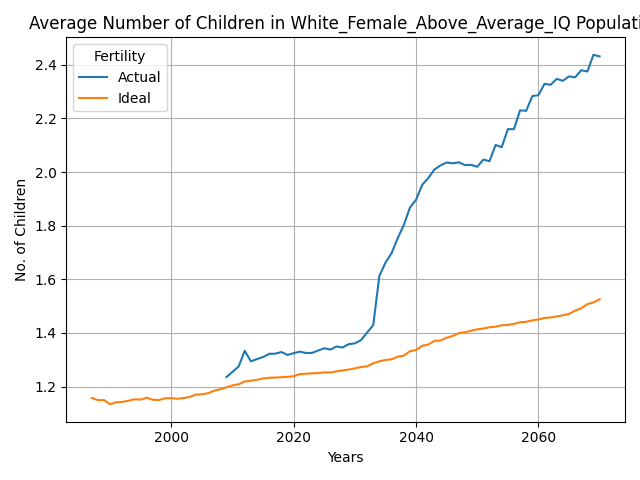 Average Number of Children in White_Female_Above_Average_IQ Populati
Fertility
Actual
Ideal
No. of Children
2.4
2.2
2.0
1.8
1.6
1.4
1.2
2000 2020 2040 2060
Years